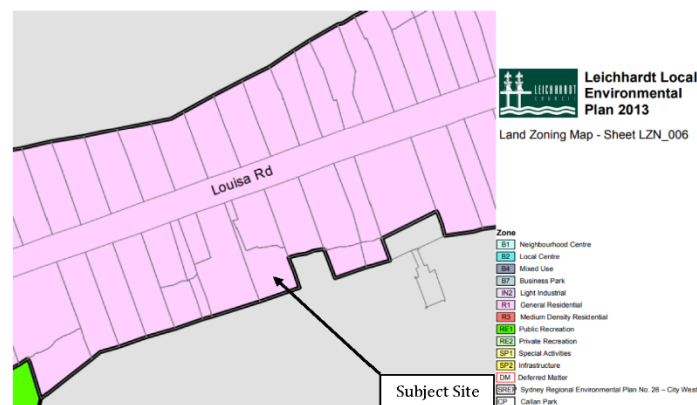 Leichhardt Local
Environmental
Plan 2013
LEICHHARDT
COUNCIL
Land Zoning Map - Sheet LZN_006
Louisa Rd
Zone
B1 Neighbourhood Centre
B2 Local Centre
B4 Mixed Use
B7 Business Park
IN2 Light Industrial
R1 General Residential
R3 Medium Density Residential
RE1 Public Recreation
RE2 Private Recreation
SP1 Special Activities
SP2 Infrastructure
DM Deferred Matter
SREP Sydney Regional Environmental Plan No. 26 – City West
CP Callan Park
Subject Site